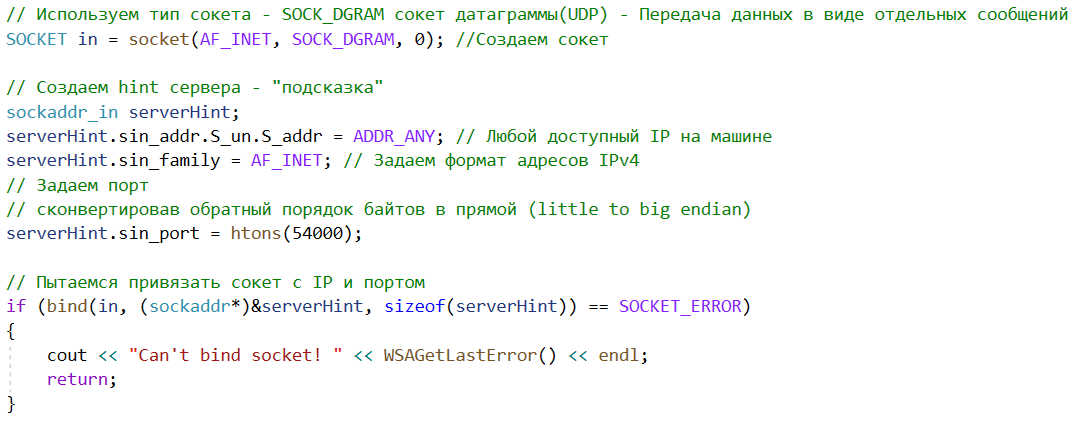 // Используем тип сокета - SOCK_DGRAM сокет датаграммы(UDP) - Передача данных в виде отдельных сообщений
SOCKET in = socket(AF_INET, SOCK_DGRAM, 0); //Создаем сокет
// Создаем hint сервера - "подсказка"
sockaddr_in serverHint;
serverHint.sin_addr.S_un.S_addr = ADDR_ANY; // Любой доступный IP на машине
serverHint.sin_family = AF_INET; // Задаем формат адресов IPv4
// Задаем порт
// сконвертировав обратный порядок байтов в прямой (little to big endian)
serverHint.sin_port = htons(54000);
// Пытаемся привязать сокет с IP и портом
if (bind(in, (sockaddr*)&serverHint, sizeof(serverHint)) == SOCKET_ERROR)
{
    cout << "Can't bind socket! " << WSAGetLastError() << endl;
    return;
}